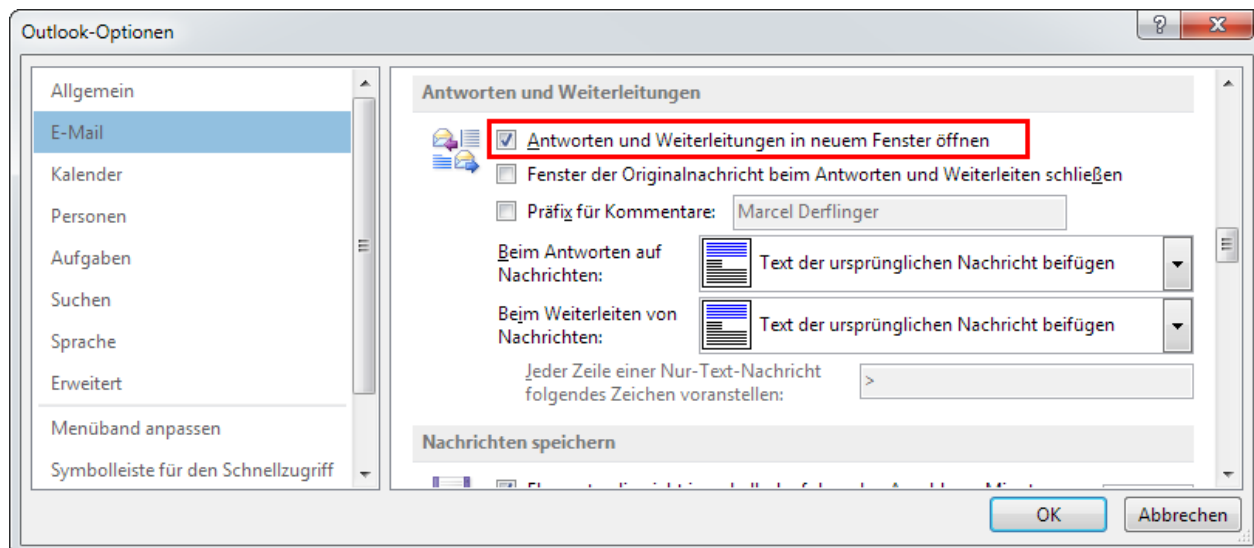 Outlook-Optionen
Allgemein
E-Mail
Kalender
Personen
Aufgaben
Suchen
Sprache
Erweitert
Menüband anpassen
Symbolleiste für den Schnellzugriff
Antworten und Weiterleitungen
Antworten und Weiterleitungen in neuem Fenster öffnen
Fenster der Originalnachricht beim Antworten und Weiterleiten schließen
Präfix für Kommentare: Marcel Derflinger
Beim Antworten auf
Nachrichten:
Text der ursprünglichen Nachricht beifügen
Beim Weiterleiten von
Nachrichten:
Text der ursprünglichen Nachricht beifügen
Jeder Zeile einer Nur-Text-Nachricht
folgendes Zeichen voranstellen:
>
Nachrichten speichern
OK
Abbrechen